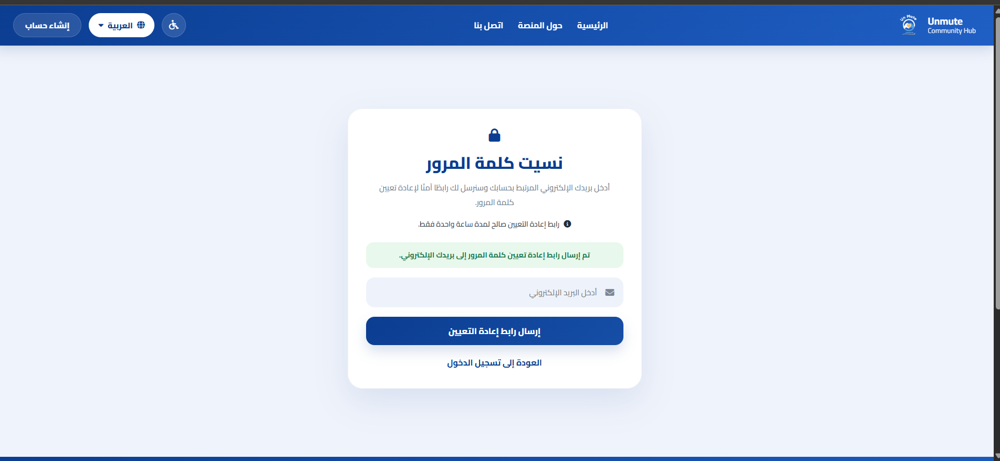 Unmute
Community Hub
الرئيسية
حول المنصة
اتصل بنا
العربية
إنشاء حساب
نسيت كلمة المرور
أدخل بريدك الإلكتروني المرتبط بحسابك وسنرسل لك رابطًا آمنًا لإعادة تعيين
كلمة المرور.
رابط إعادة التعيين صالح لمدة ساعة واحدة فقط.
تم إرسال رابط إعادة تعيين كلمة المرور إلى بريدك الإلكتروني.
أدخل البريد الإلكتروني
إرسال رابط إعادة التعيين
العودة إلى تسجيل الدخول